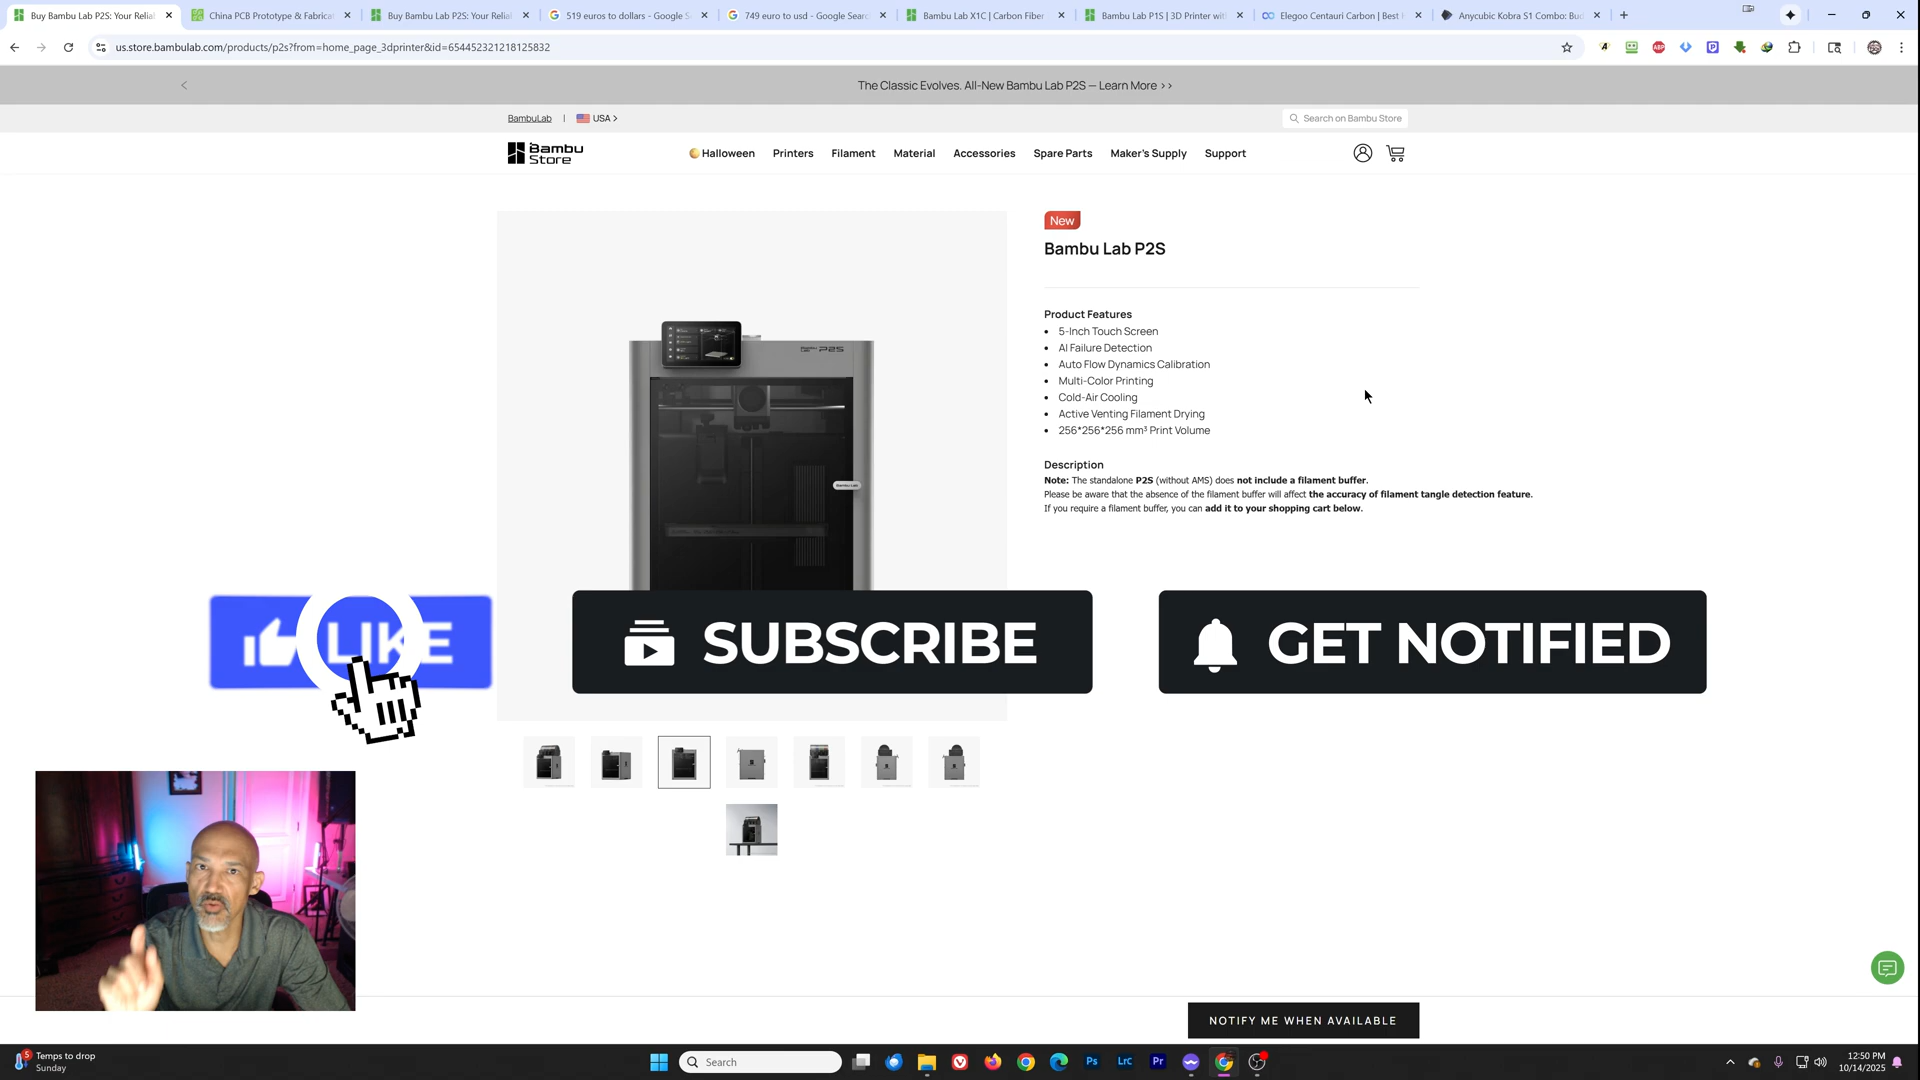 Buy Bambu Lab P2S: Your Relia
China PCB Prototype & Fabrica
Buy Bambu Lab P2S: Your Relia
519 euros to dollars - Google S
749 euro to usd - Google Searc
Bambu Lab X1C | Carbon Fiber
Bambu Lab P1S | 3D Printer wit
Elegoo Centauri Carbon | Best
Anycubic Kobra S1 Combo: Bud
us.store.bambulab.com/products/p2s?from=home_page_3dprinter&id=654452321218125832
ABP
The Classic Evolves. All-New Bambu Lab P2S — Learn More >>
BambuLab | USA >
Search on Bambu Store
Bambu
Store
Halloween
Printers
Filament
Material
Accessories
Spare Parts
Maker's Supply
Support
New
Bambu Lab P2S
Product Features
• 5-Inch Touch Screen
• AI Failure Detection
• Auto Flow Dynamics Calibration
• Multi-Color Printing
• Cold-Air Cooling
• Active Venting Filament Drying
• 256*256*256 mm³ Print Volume
Description
Note: The standalone P2S (without AMS) does not include a filament buffer.
Please be aware that the absence of the filament buffer will affect the accuracy of filament tangle detection feature.
If you require a filament buffer, you can add it to your shopping cart below.
P2S
Bambu Lab
LIKE
SUBSCRIBE
GET NOTIFIED
NOTIFY ME WHEN AVAILABLE
5
Temps to drop
Sunday
Search
Ps
LrC
Pr
12:50 PM
10/14/2025